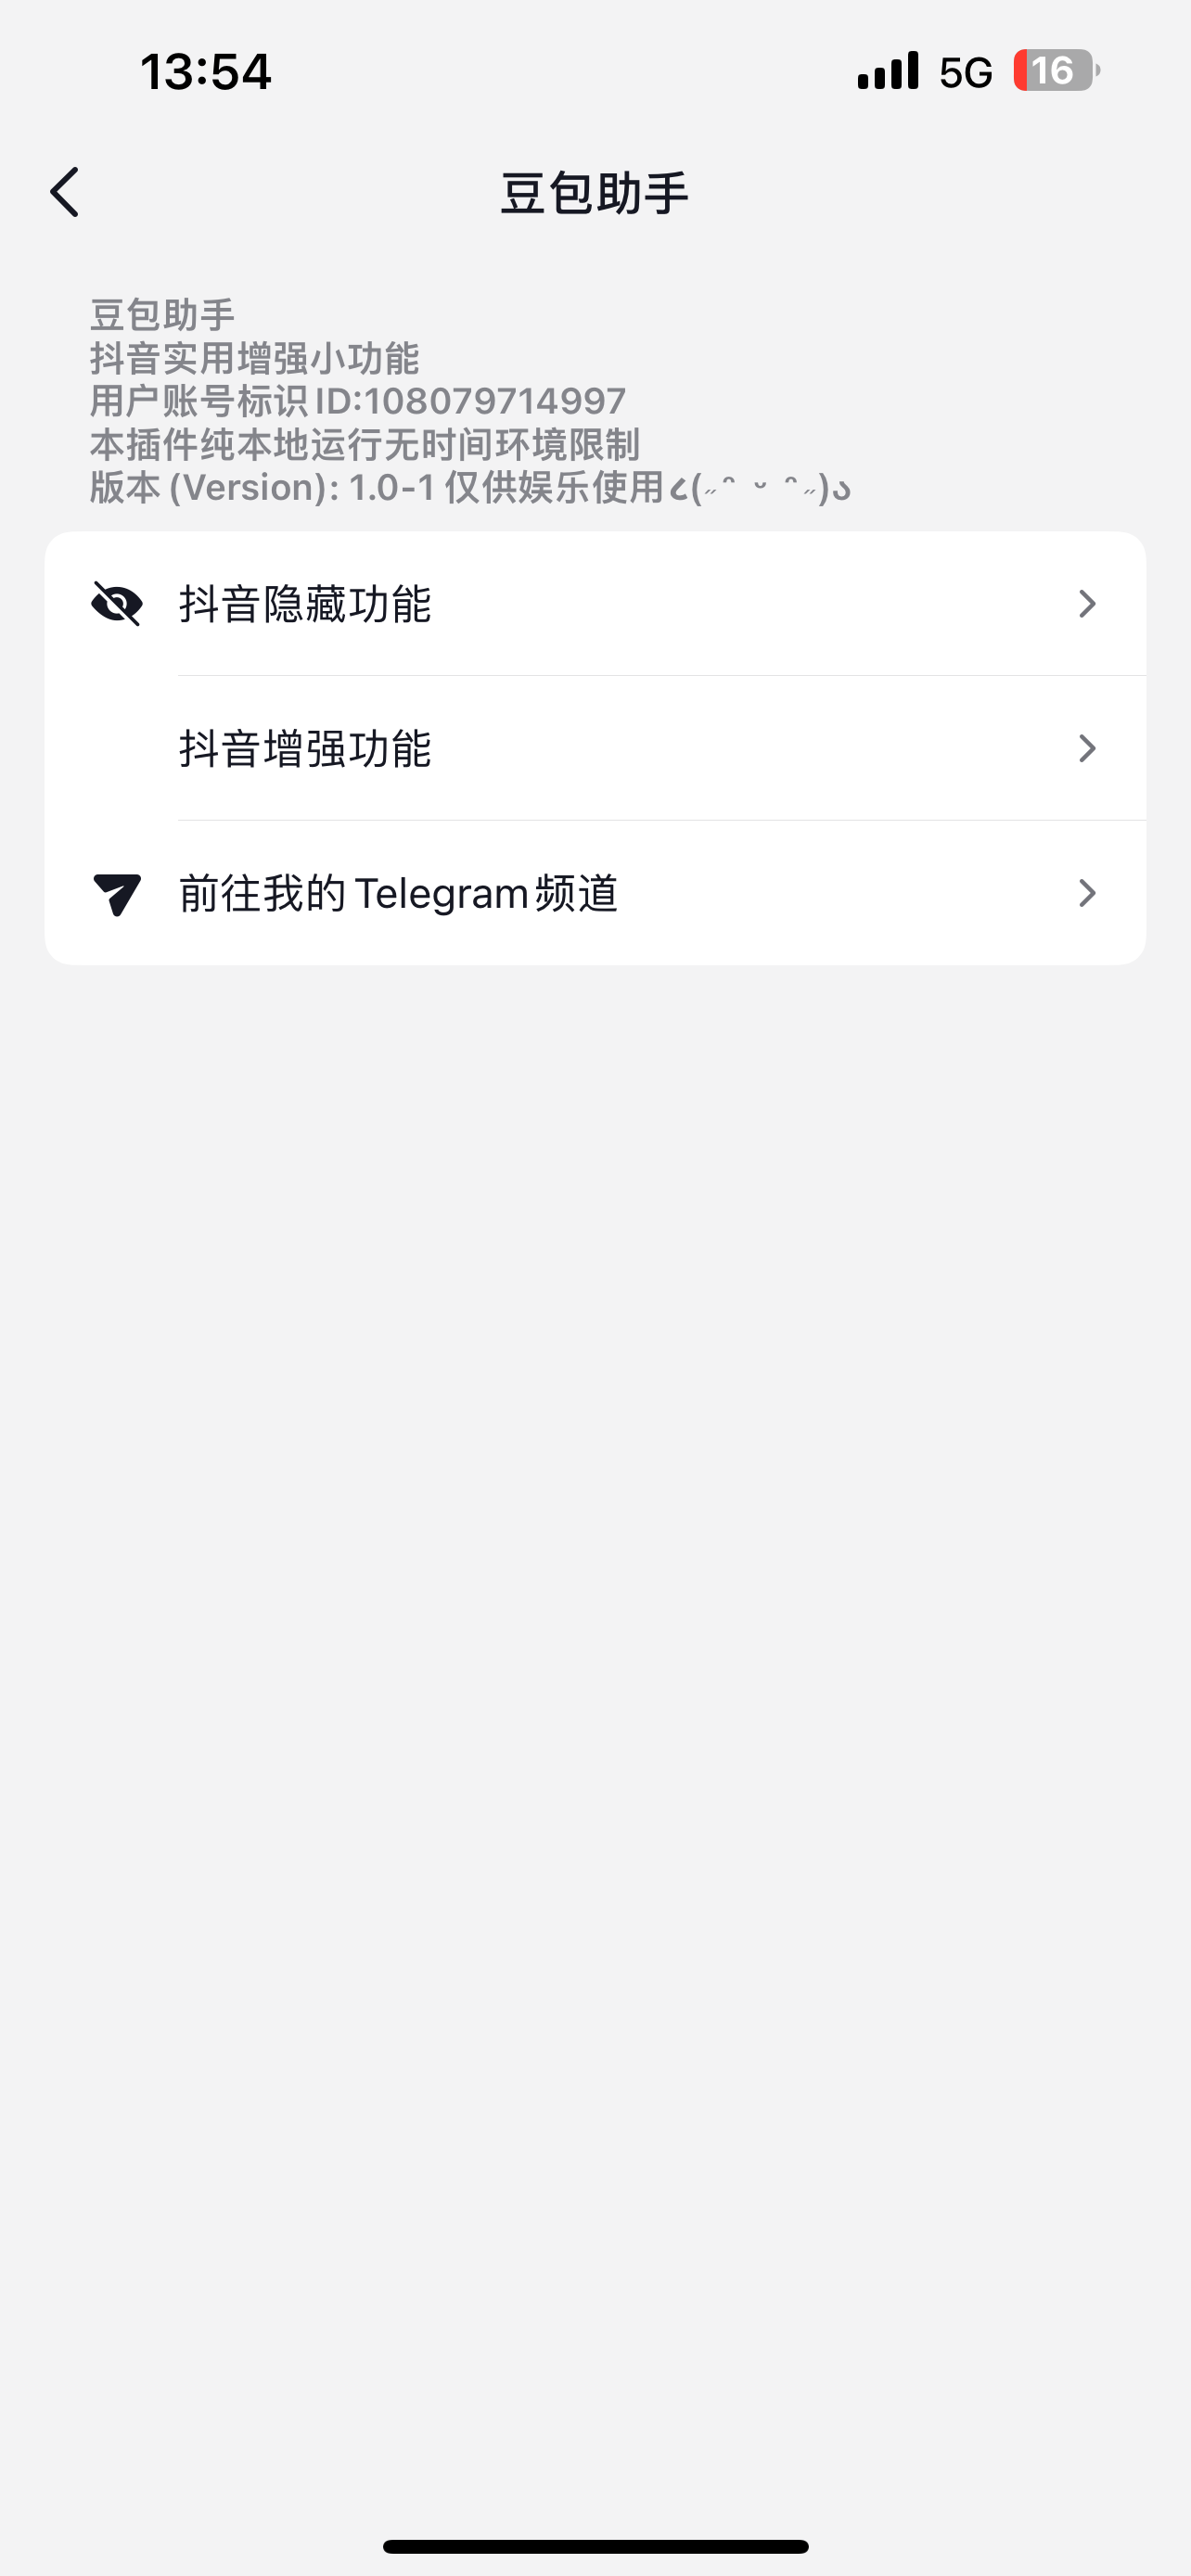 13:54
5G
16
豆包助手
豆包助手
抖音实用增强小功能
用户账号标识 ID:108079714997
本插件纯本地运行无时间环境限制
版本 (Version): 1.0-1 仅供娱乐使用૮(˶ᵔ ᵕ ᵔ˶)ა
抖音隐藏功能
抖音增强功能
前往我的 Telegram 频道